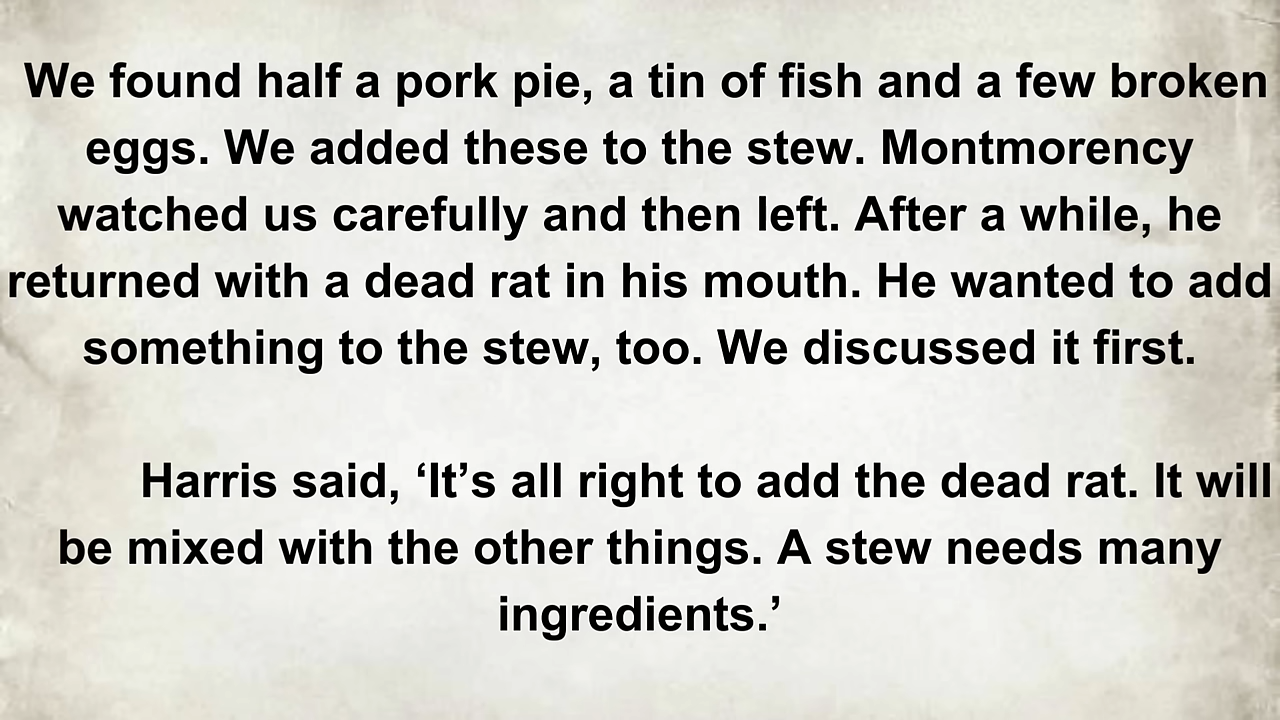 We found half a pork pie, a tin of fish and a few broken
eggs. We added these to the stew. Montmorency
watched us carefully and then left. After a while, he
returned with a dead rat in his mouth. He wanted to add
something to the stew, too. We discussed it first.
Harris said, ‘It’s all right to add the dead rat. It will
be mixed with the other things. A stew needs many
ingredients.’